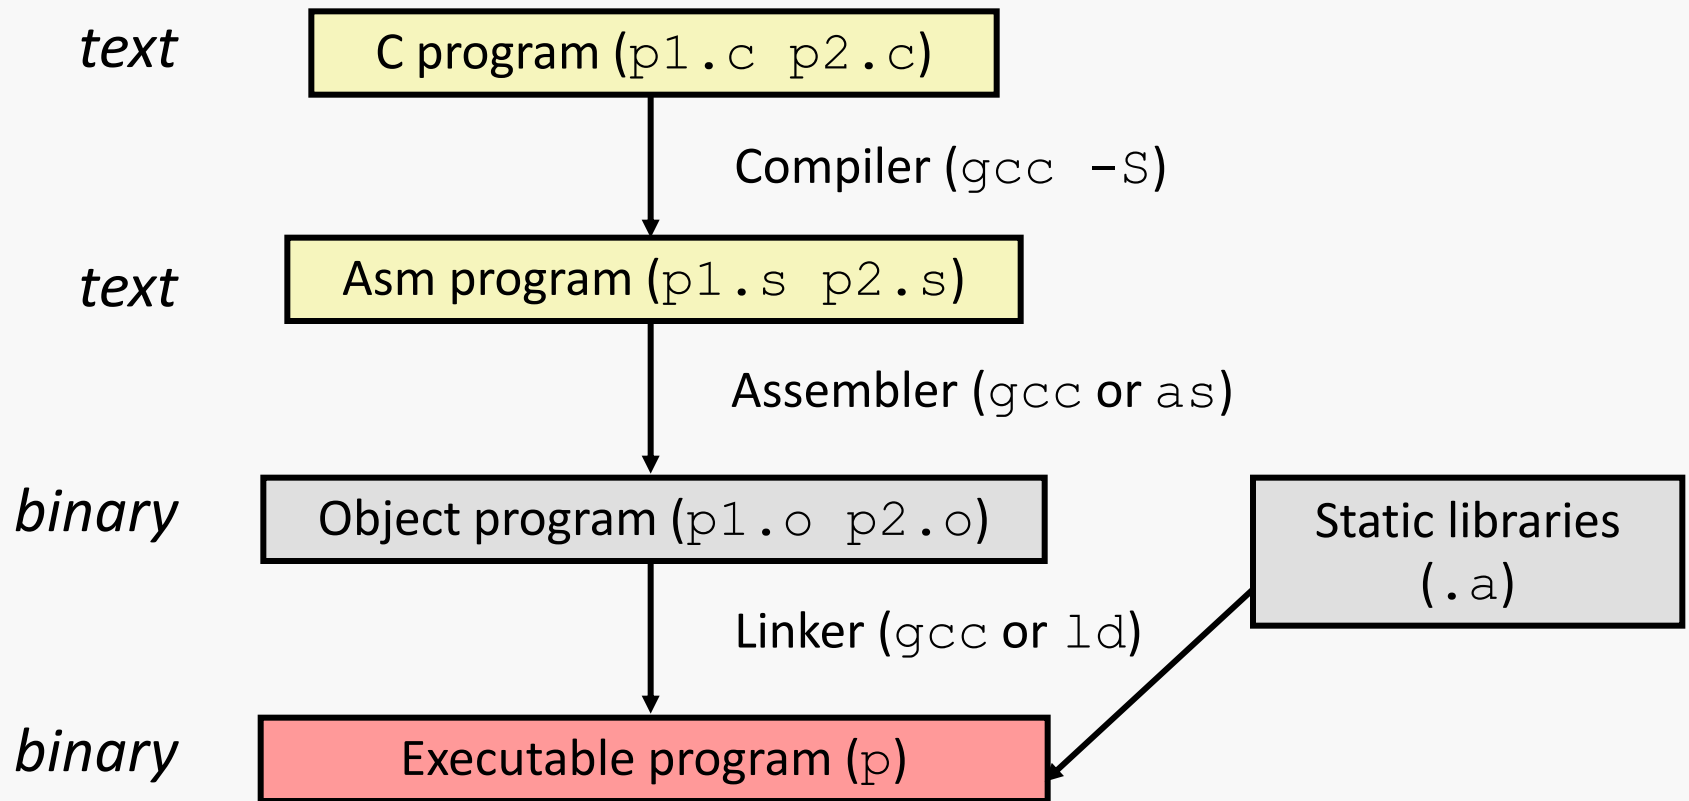 text
C program (p1.c p2.c)
Compiler (gcc -S)
text
Asm program (p1.s p2.s)
Assembler (gcc or as)
binary
Object program (p1.o p2.o)
Static libraries
(.a)
Linker (gcc or ld)
binary
Executable program (p)